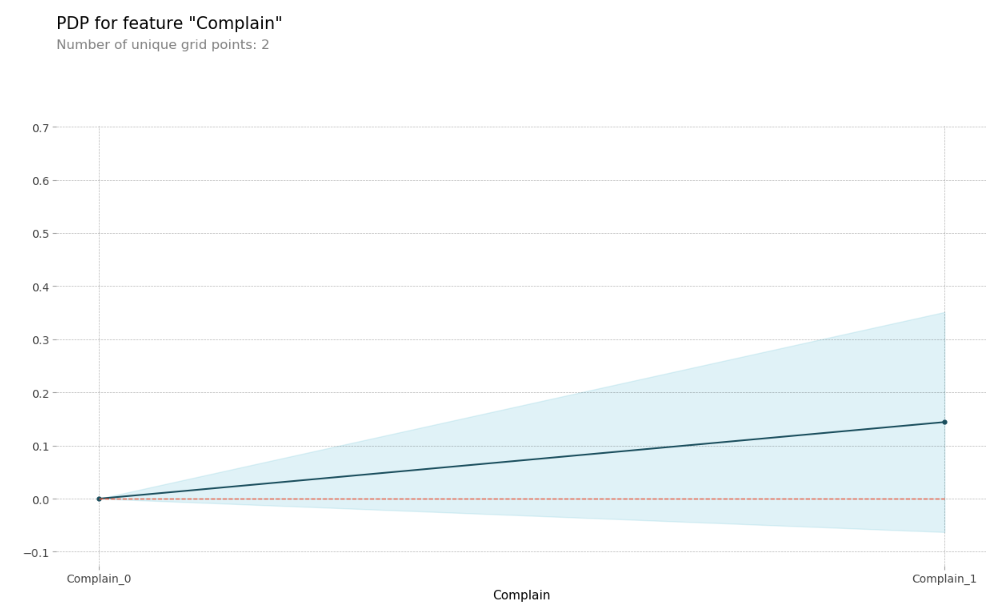 PDP for feature "Complain"
Number of unique grid points: 2
0.7
0.6
0.5
0.4
0.3
0.2
0.1
0.0
−0.1
Complain_0
Complain_1
Complain